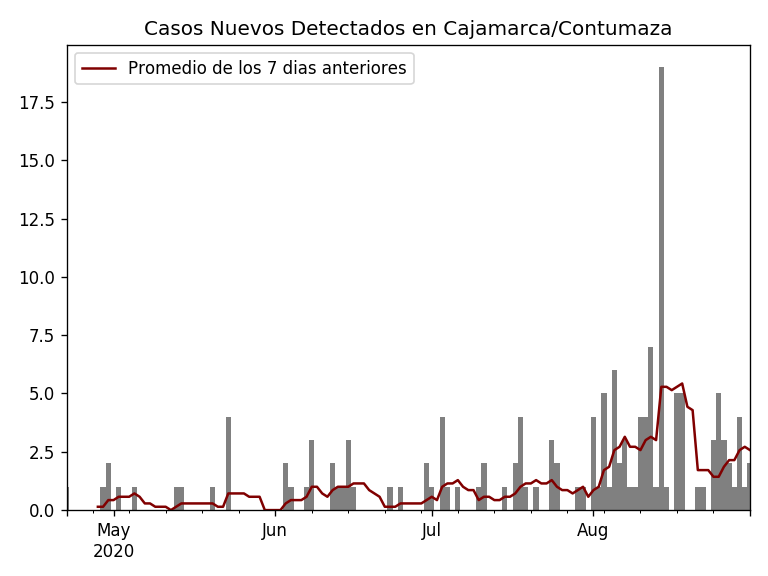 Casos Nuevos Detectados en Cajamarca/Contumaza
Promedio de los 7 dias anteriores
17.5
15.0
12.5
10.0
7.5
5.0
2.5
0.0
May
2020
Jun
Jul
Aug